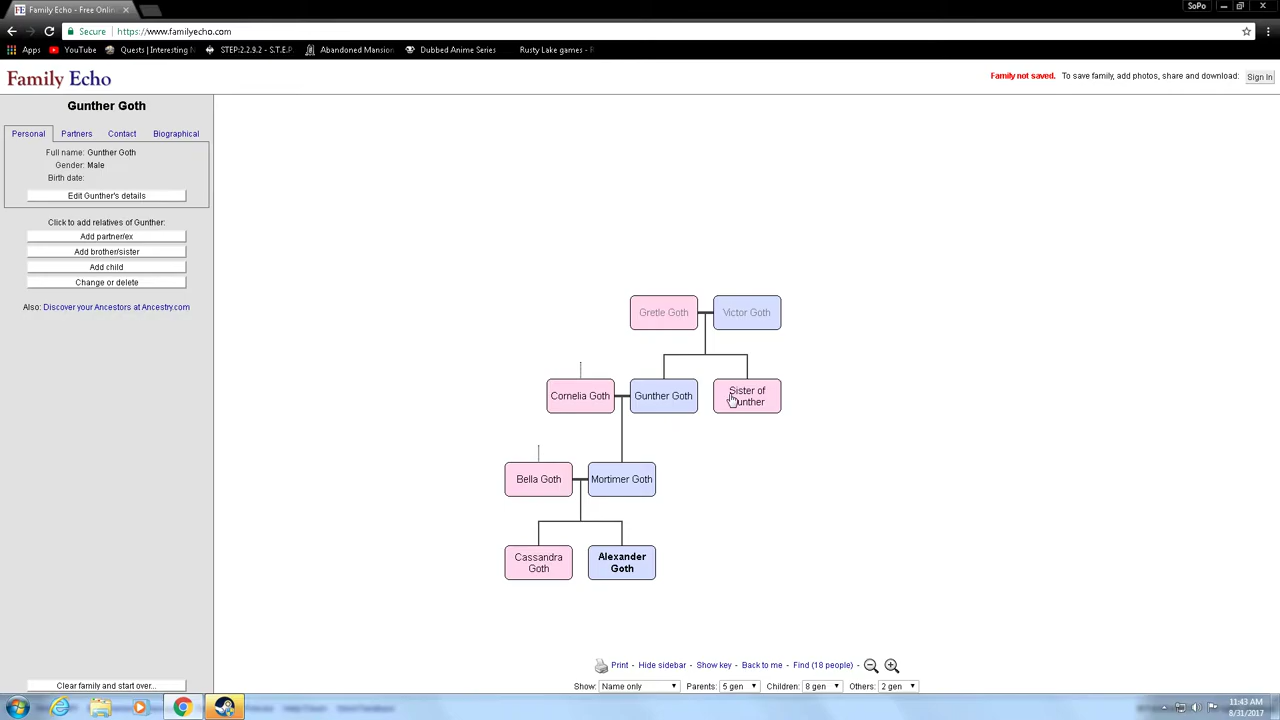 Family Echo - Free Onlin
SoPo
Secure
https://www.familyecho.com
Apps
YouTube
Quests | Interesting N
STEP:2.2.9.2 - S.T.E.P.
Abandoned Mansion
Dubbed Anime Series
Rusty Lake games - F
Family Echo
Family not saved. To save family, add photos, share and download: Sign In
Gunther Goth
Personal Partners Contact Biographical
Full name: Gunther Goth
Gender: Male
Birth date:
Edit Gunther's details
Click to add relatives of Gunther:
Add partner/ex
Add brother/sister
Add child
Change or delete
Also: Discover your Ancestors at Ancestry.com
Gretle Goth
Victor Goth
Cornelia Goth
Gunther Goth
Sister of
unther
Bella Goth
Mortimer Goth
Cassandra
Goth
Alexander
Goth
Print - Hide sidebar - Show key - Back to me - Find (18 people)
Show: Name only Parents: 5 gen Children: 8 gen Others: 2 gen
Clear family and start over...
11:43 AM
8/31/2017